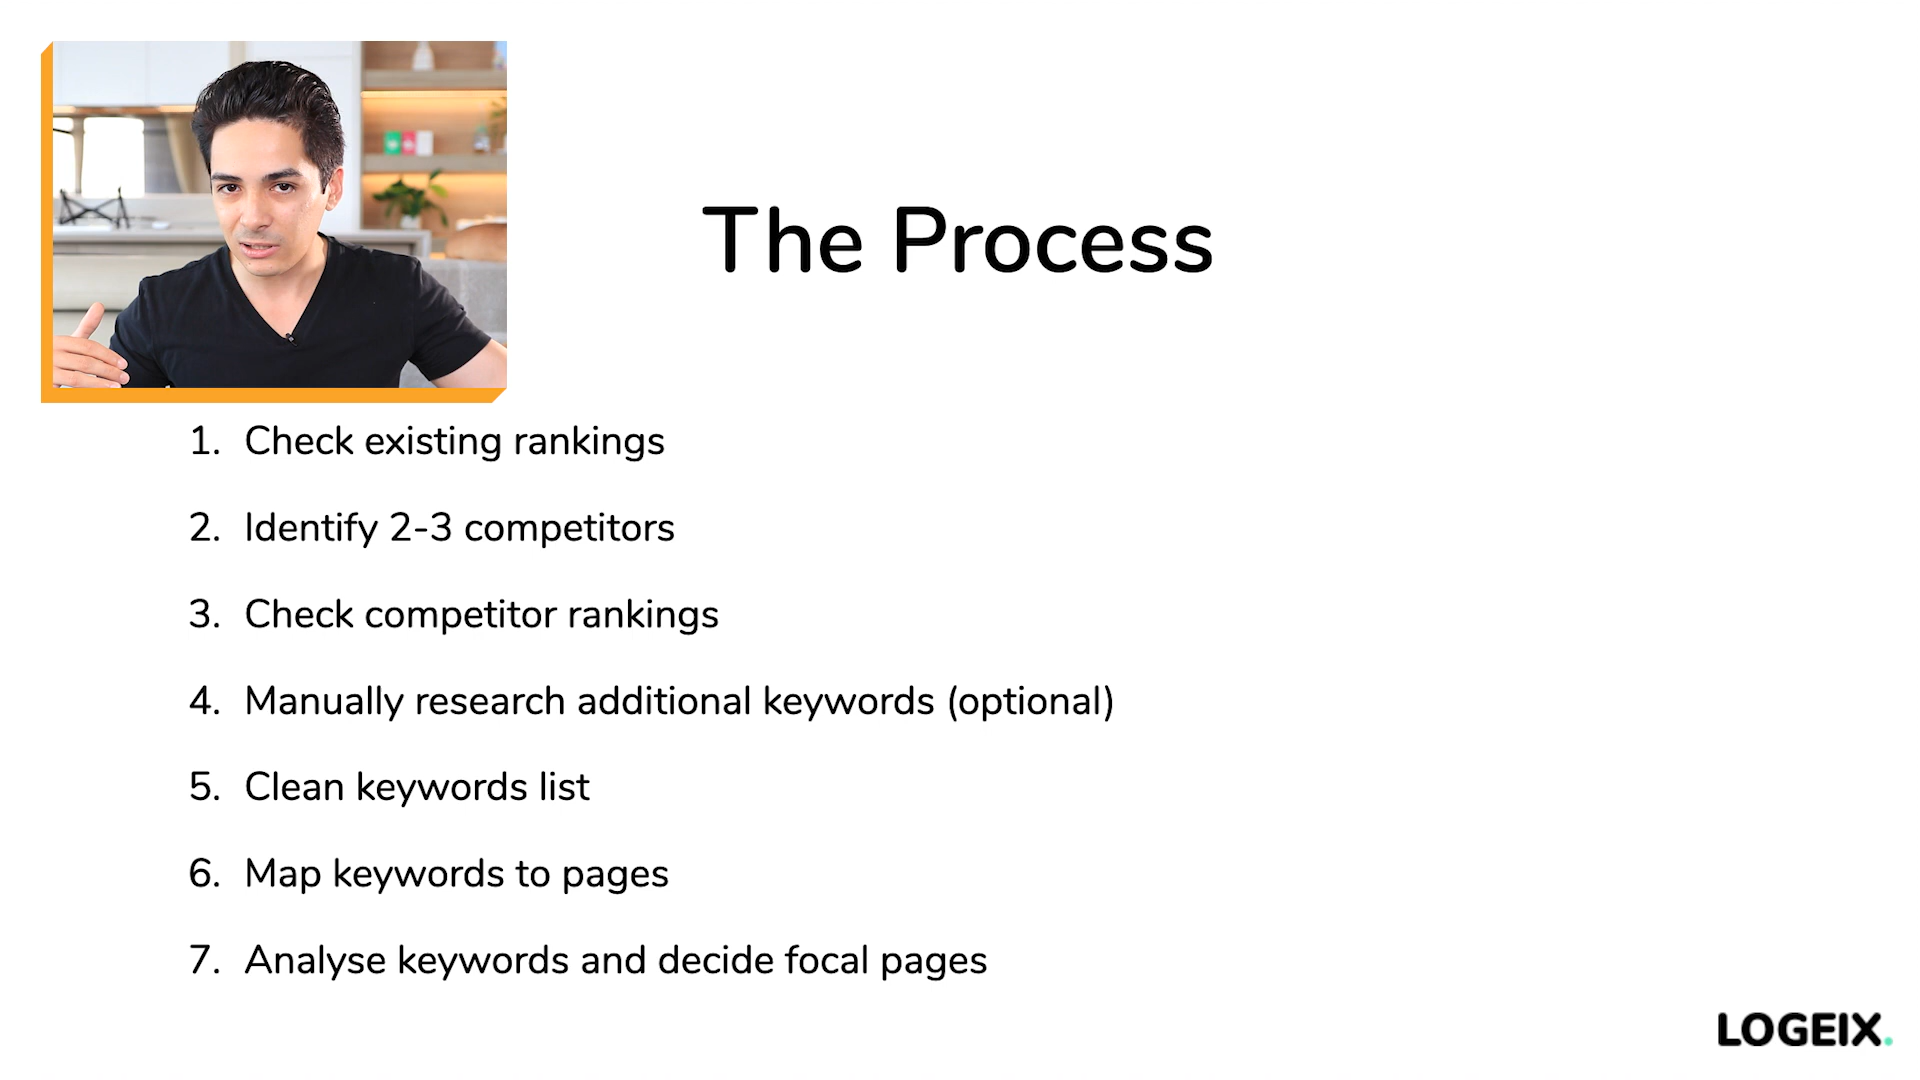 The Process
1. Check existing rankings
2. Identify 2-3 competitors
3. Check competitor rankings
4. Manually research additional keywords (optional)
5. Clean keywords list
6. Map keywords to pages
7. Analyse keywords and decide focal pages
LOGEIX.